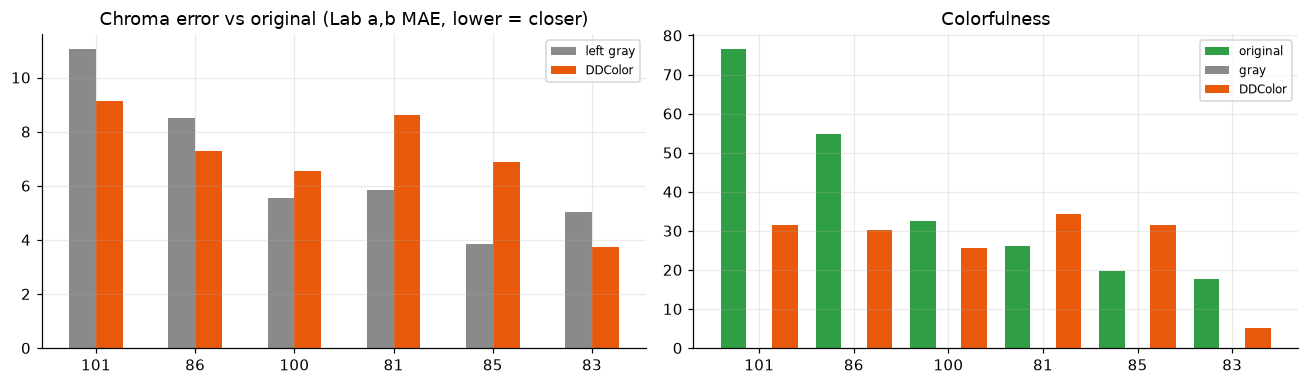 Chroma error vs original (Lab a,b MAE, lower = closer)
left gray
DDColor
10
8
6
4
2
0
101 86 100 81 85 83
Colorfulness
original
gray
DDColor
80
70
60
50
40
30
20
10
0
101 86 100 81 85 83